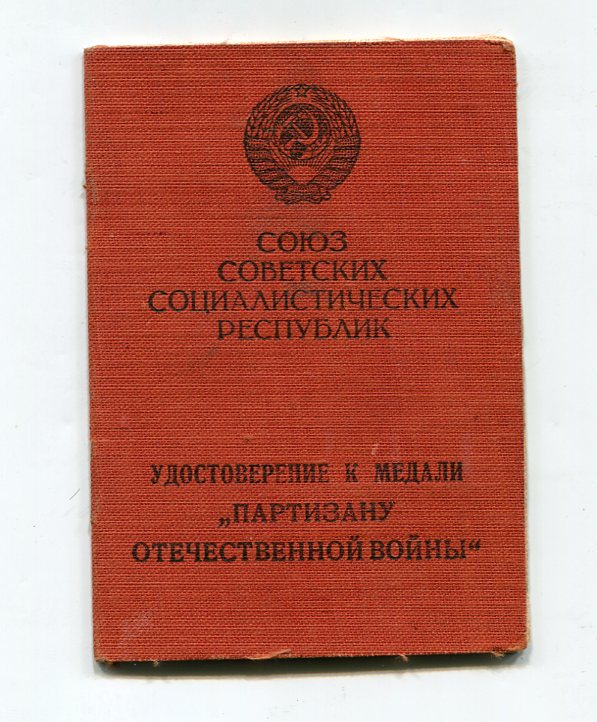 СОЮЗ
СОВЕТСКИХ
СОЦИАЛИСТИЧЕСКИХ
РЕСПУБЛИК
УДОСТОВЕРЕНИЕ К МЕДАЛИ
„ПАРТИЗАНУ
ОТЕЧЕСТВЕННОЙ ВОЙНЫ“